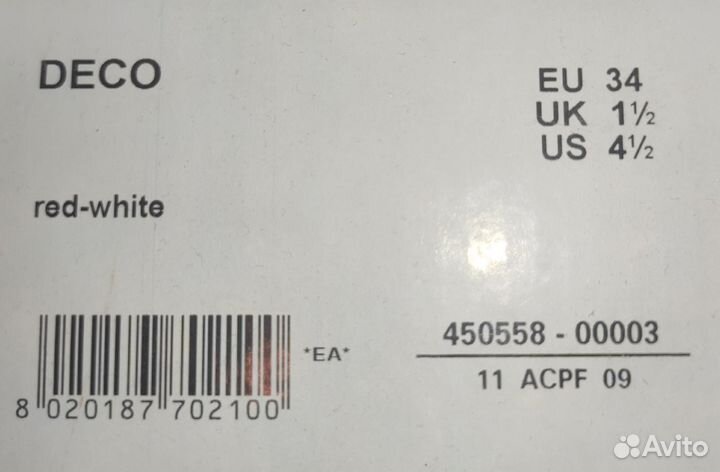 DECO
EU 34
UK 1½
US 4½
red-white
*EA*
8 020187 702100
450558 - 00003
11 ACPF 09
Avito